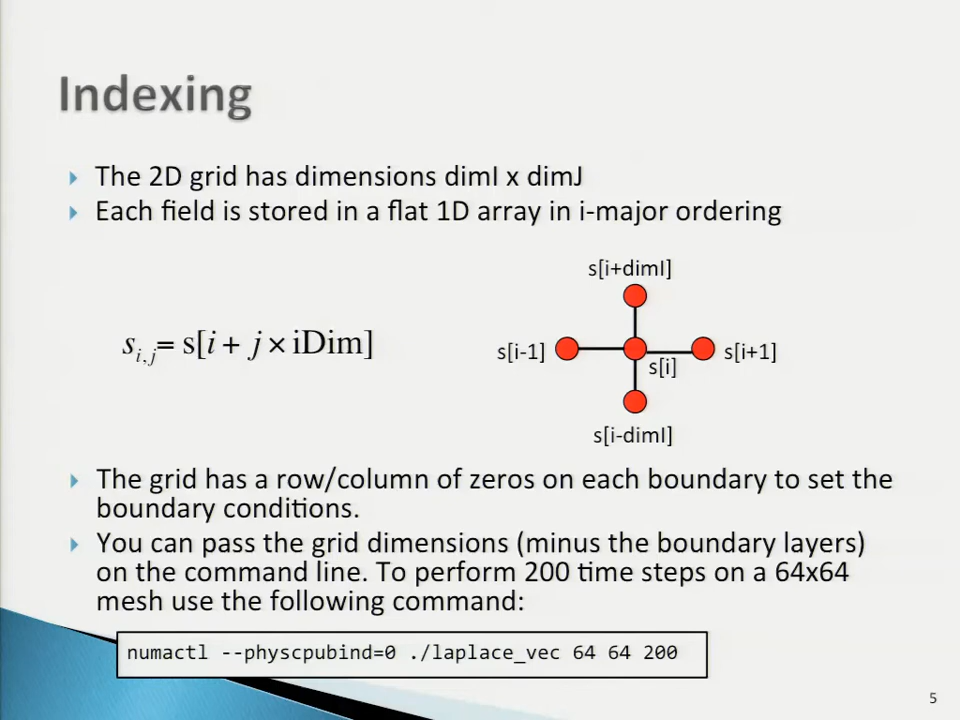 Indexing
The 2D grid has dimensions dimI x dimJ
Each field is stored in a flat 1D array in i-major ordering
s[i+dimI]
s_{i,j}= s[i + j × iDim]
s[i-1]
s[i+1]
s[i]
s[i-dimI]
The grid has a row/column of zeros on each boundary to set the
boundary conditions.
You can pass the grid dimensions (minus the boundary layers)
on the command line. To perform 200 time steps on a 64x64
mesh use the following command:
numactl --physcpubind=0 ./laplace_vec 64 64 200
5